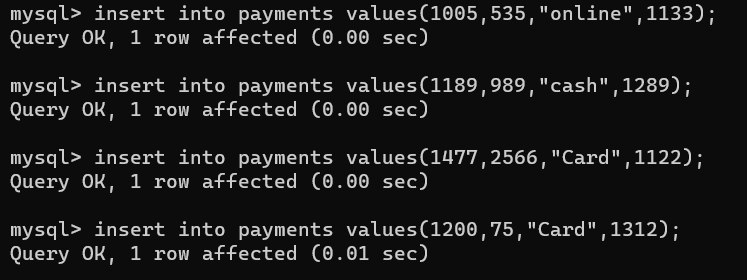 mysql> insert into payments values(1005,535,"online",1133);
Query OK, 1 row affected (0.00 sec)
mysql> insert into payments values(1189,989,"cash",1289);
Query OK, 1 row affected (0.00 sec)
mysql> insert into payments values(1477,2566,"Card",1122);
Query OK, 1 row affected (0.00 sec)
mysql> insert into payments values(1200,75,"Card",1312);
Query OK, 1 row affected (0.01 sec)